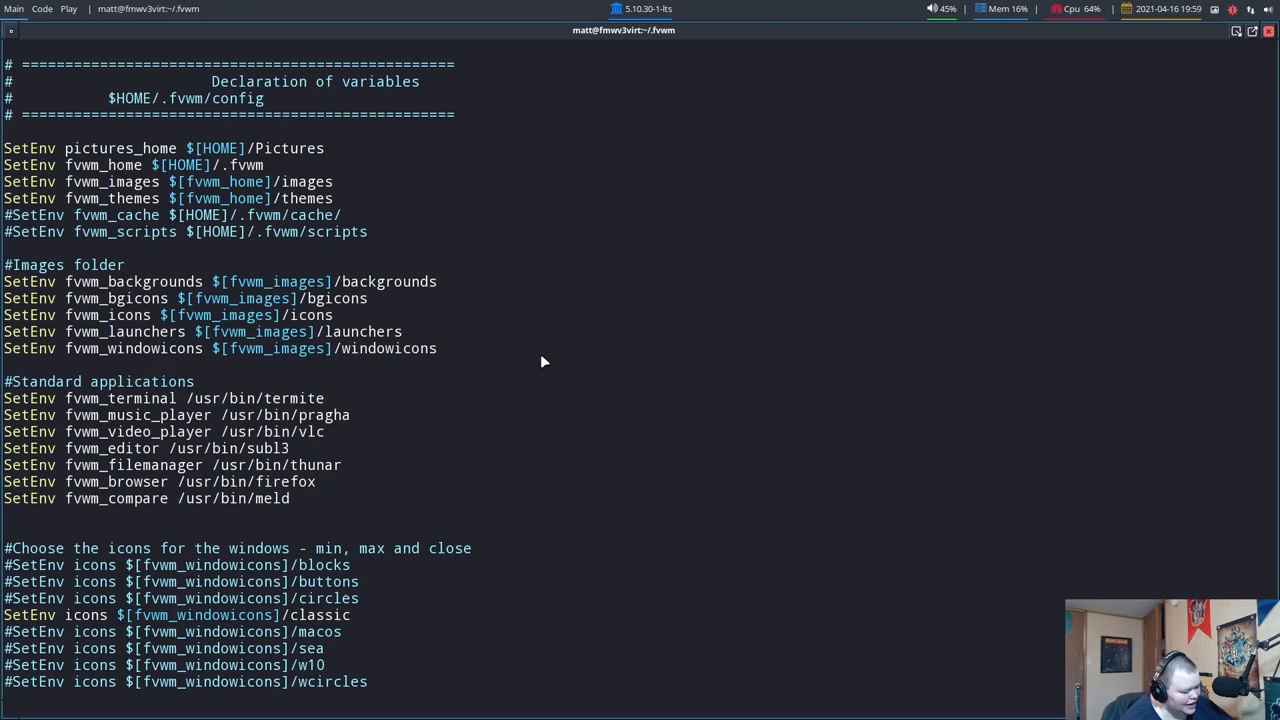 Main Code Play | matt@fmwv3virt:~/.fvwm 5.10.30-1-lts 45% | Mem 16% | Cpu 64% | 2021-04-16 19:59 |
matt@fmwv3virt:~/.fvwm
# ==================================================
# Declaration of variables
# $HOME/.fvwm/config
# ==================================================
SetEnv pictures_home $[HOME]/Pictures
SetEnv fvwm_home $[HOME]/.fvwm
SetEnv fvwm_images $[fvwm_home]/images
SetEnv fvwm_themes $[fvwm_home]/themes
#SetEnv fvwm_cache $[HOME]/.fvwm/cache/
#SetEnv fvwm_scripts $[HOME]/.fvwm/scripts
#Images folder
SetEnv fvwm_backgrounds $[fvwm_images]/backgrounds
SetEnv fvwm_bgicons $[fvwm_images]/bgicons
SetEnv fvwm_icons $[fvwm_images]/icons
SetEnv fvwm_launchers $[fvwm_images]/launchers
SetEnv fvwm_windowicons $[fvwm_images]/windowicons
#Standard applications
SetEnv fvwm_terminal /usr/bin/termite
SetEnv fvwm_music_player /usr/bin/pragha
SetEnv fvwm_video_player /usr/bin/vlc
SetEnv fvwm_editor /usr/bin/subl3
SetEnv fvwm_filemanager /usr/bin/thunar
SetEnv fvwm_browser /usr/bin/firefox
SetEnv fvwm_compare /usr/bin/meld
#Choose the icons for the windows - min, max and close
#SetEnv icons $[fvwm_windowicons]/blocks
#SetEnv icons $[fvwm_windowicons]/buttons
#SetEnv icons $[fvwm_windowicons]/circles
SetEnv icons $[fvwm_windowicons]/classic
#SetEnv icons $[fvwm_windowicons]/macos
#SetEnv icons $[fvwm_windowicons]/sea
#SetEnv icons $[fvwm_windowicons]/w10
#SetEnv icons $[fvwm_windowicons]/wcircles